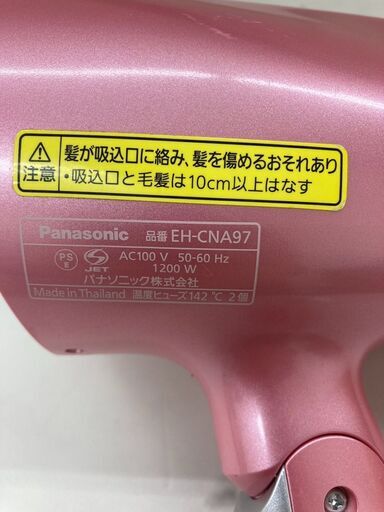 注意
髪が吸込口に絡み、髪を傷めるおそれあり
・吸込口と毛髪は10cm以上はなす
Panasonic 品番 EH-CNA97
PS E JET AC100 V 50-60 Hz
1200 W
パナソニック株式会社
Made in Thailand 温度ヒューズ142 ℃ 2個